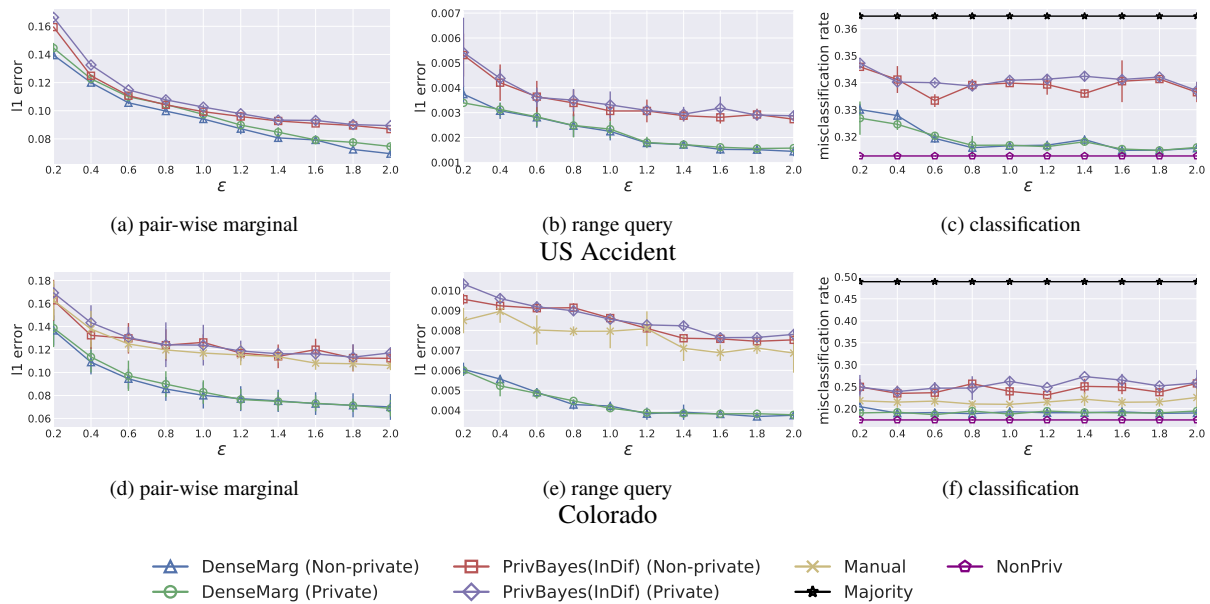 0.16
0.14
0.12
0.10
0.08
l1 error
0.2 0.4 0.6 0.8 1.0 1.2 1.4 1.6 1.8 2.0
ε
(a) pair-wise marginal
0.007
0.006
0.005
0.004
0.003
0.002
0.001
l1 error
0.2 0.4 0.6 0.8 1.0 1.2 1.4 1.6 1.8 2.0
ε
(b) range query
0.36
0.35
0.34
0.33
0.32
misclassification rate
0.2 0.4 0.6 0.8 1.0 1.2 1.4 1.6 1.8 2.0
ε
(c) classification
US Accident
0.18
0.16
0.14
0.12
0.10
0.08
0.06
l1 error
0.2 0.4 0.6 0.8 1.0 1.2 1.4 1.6 1.8 2.0
ε
(d) pair-wise marginal
0.010
0.009
0.008
0.007
0.006
0.005
0.004
l1 error
0.2 0.4 0.6 0.8 1.0 1.2 1.4 1.6 1.8 2.0
ε
(e) range query
0.50
0.45
0.40
0.35
0.30
0.25
0.20
misclassification rate
0.2 0.4 0.6 0.8 1.0 1.2 1.4 1.6 1.8 2.0
ε
(f) classification
Colorado
DenseMarg (Non-private) PrivBayes(InDif) (Non-private) Manual NonPriv
DenseMarg (Private) PrivBayes(InDif) (Private) Majority